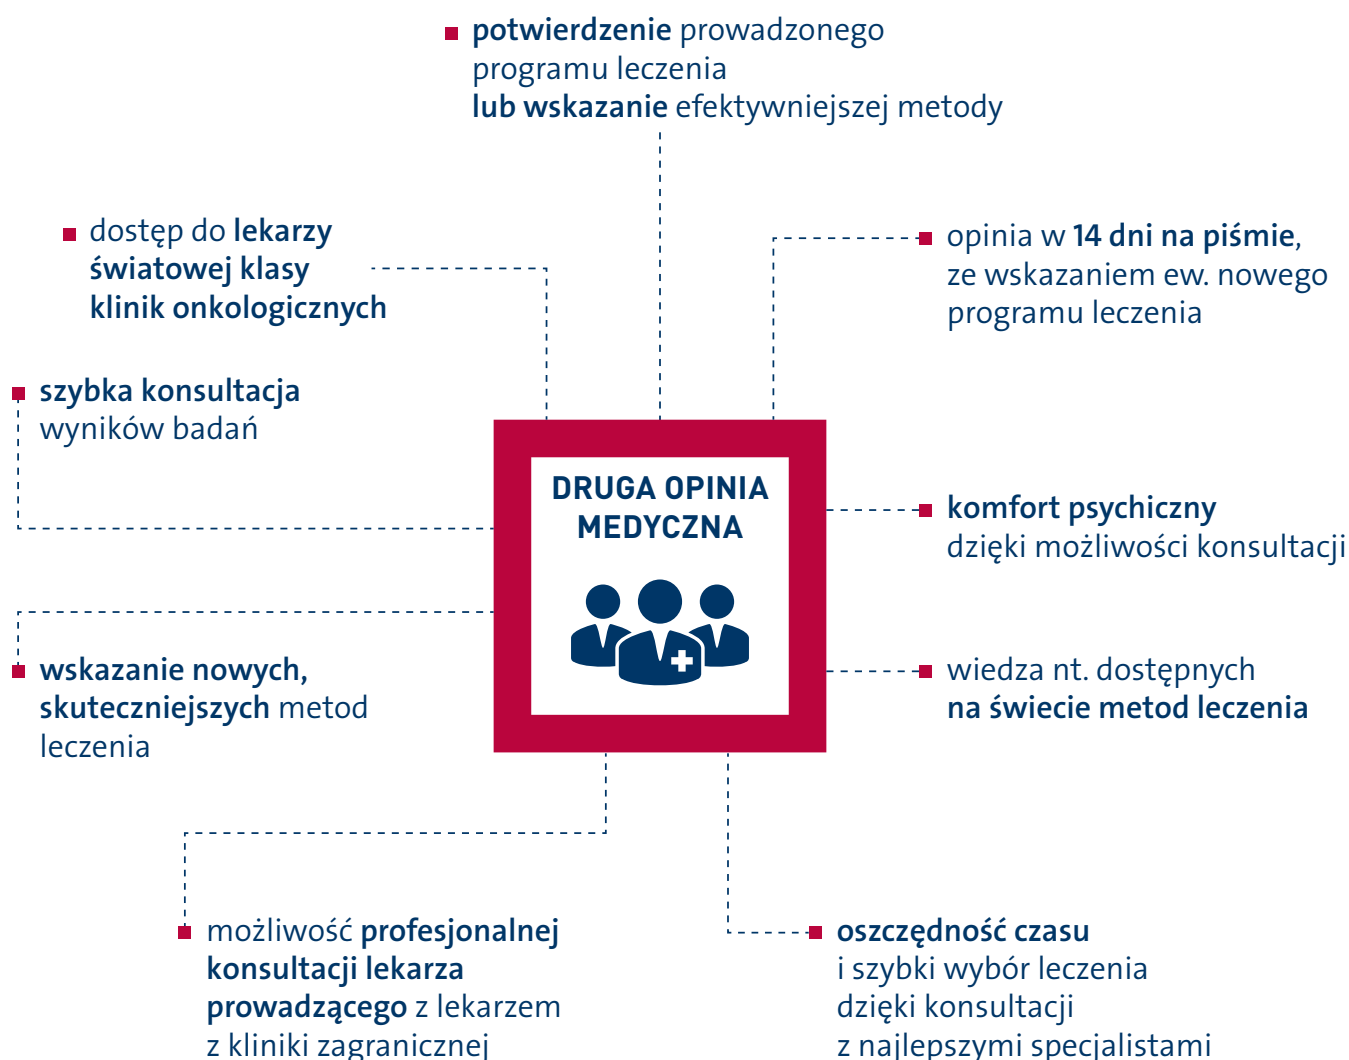 potwierdzenie prowadzonego
programu leczenia
lub wskazanie efektywniejszej metody
dostęp do lekarzy
światowej klasy
klinik onkologicznych
opinia w 14 dni na piśmie,
ze wskazaniem ew. nowego
programu leczenia
szybka konsultacja
wyników badań
DRUGA OPINIA
MEDYCZNA
komfort psychiczny
dzięki możliwości konsultacji
wskazanie nowych,
skuteczniejszych metod
leczenia
wiedza nt. dostępnych
na świecie metod leczenia
możliwość profesjonalnej
konsultacji lekarza
prowadzącego z lekarzem
z kliniki zagranicznej
oszczędność czasu
i szybki wybór leczenia
dzięki konsultacji
z najlepszymi specjalistami